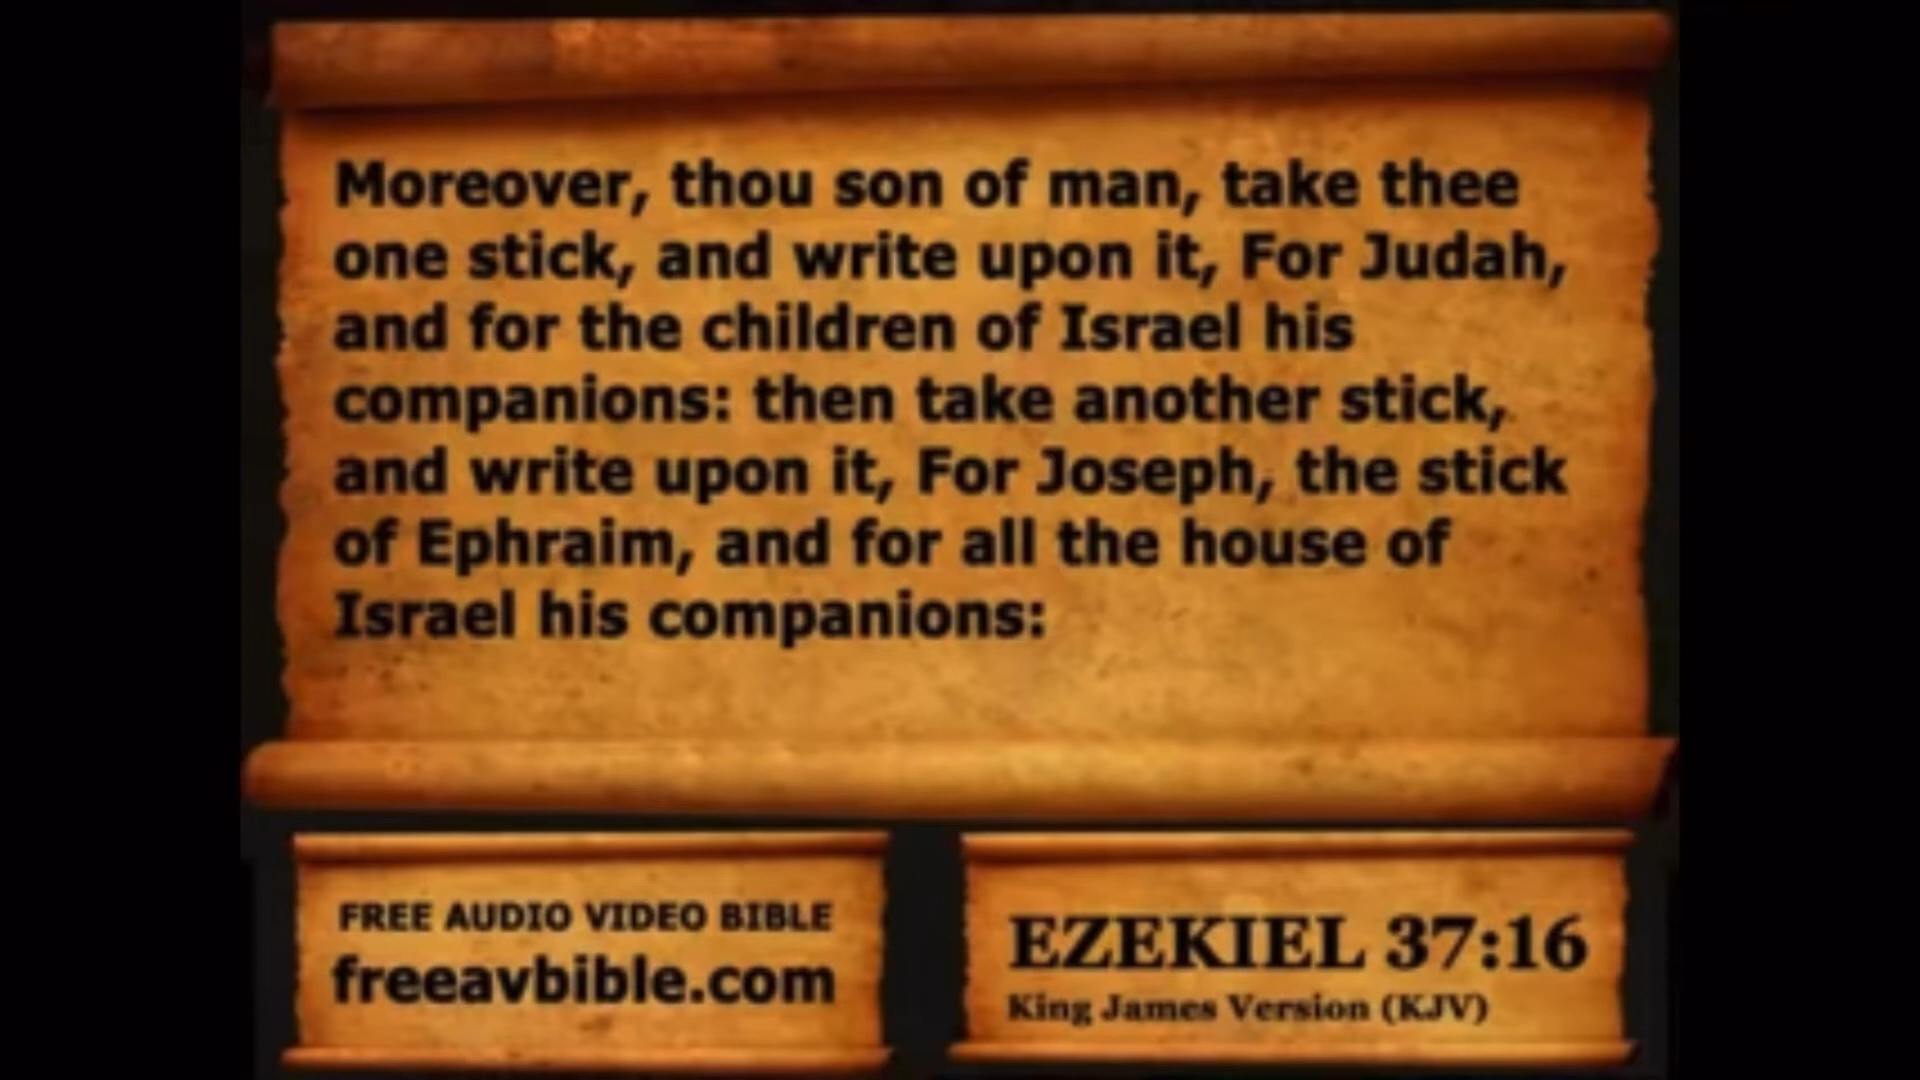 Moreover, thou son of man, take thee
one stick, and write upon it, For Judah,
and for the children of Israel his
companions: then take another stick,
and write upon it, For Joseph, the stick
of Ephraim, and for all the house of
Israel his companions:
FREE AUDIO VIDEO BIBLE
freeavbible.com
EZEKIEL 37:16
King James Version (KJV)